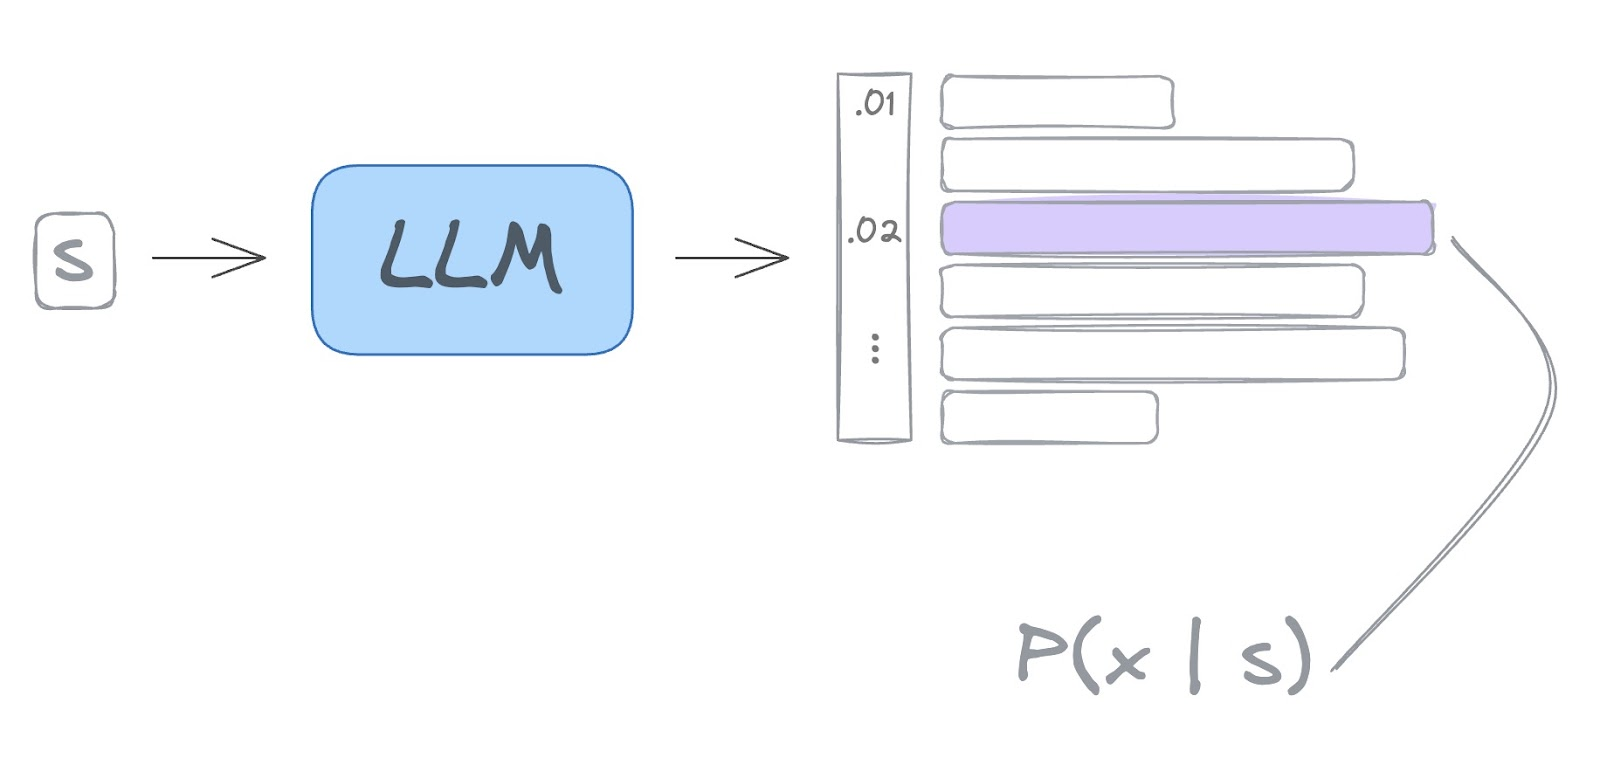 S
LLM
.01
.02
⋮
P(x | s)